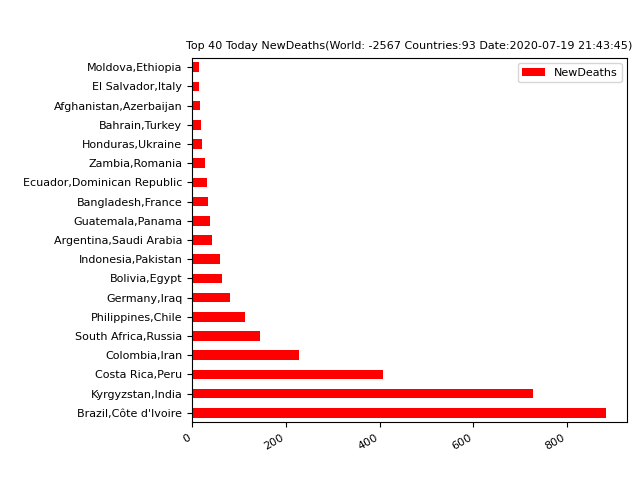 Top 40 Today NewDeaths(World: -2567 Countries:93 Date:2020-07-19 21:43:45)
NewDeaths
Moldova,Ethiopia
El Salvador,Italy
Afghanistan,Azerbaijan
Bahrain,Turkey
Honduras,Ukraine
Zambia,Romania
Ecuador,Dominican Republic
Bangladesh,France
Guatemala,Panama
Argentina,Saudi Arabia
Indonesia,Pakistan
Bolivia,Egypt
Germany,Iraq
Philippines,Chile
South Africa,Russia
Colombia,Iran
Costa Rica,Peru
Kyrgyzstan,India
Brazil,Côte d'Ivoire
0 200 400 600 800